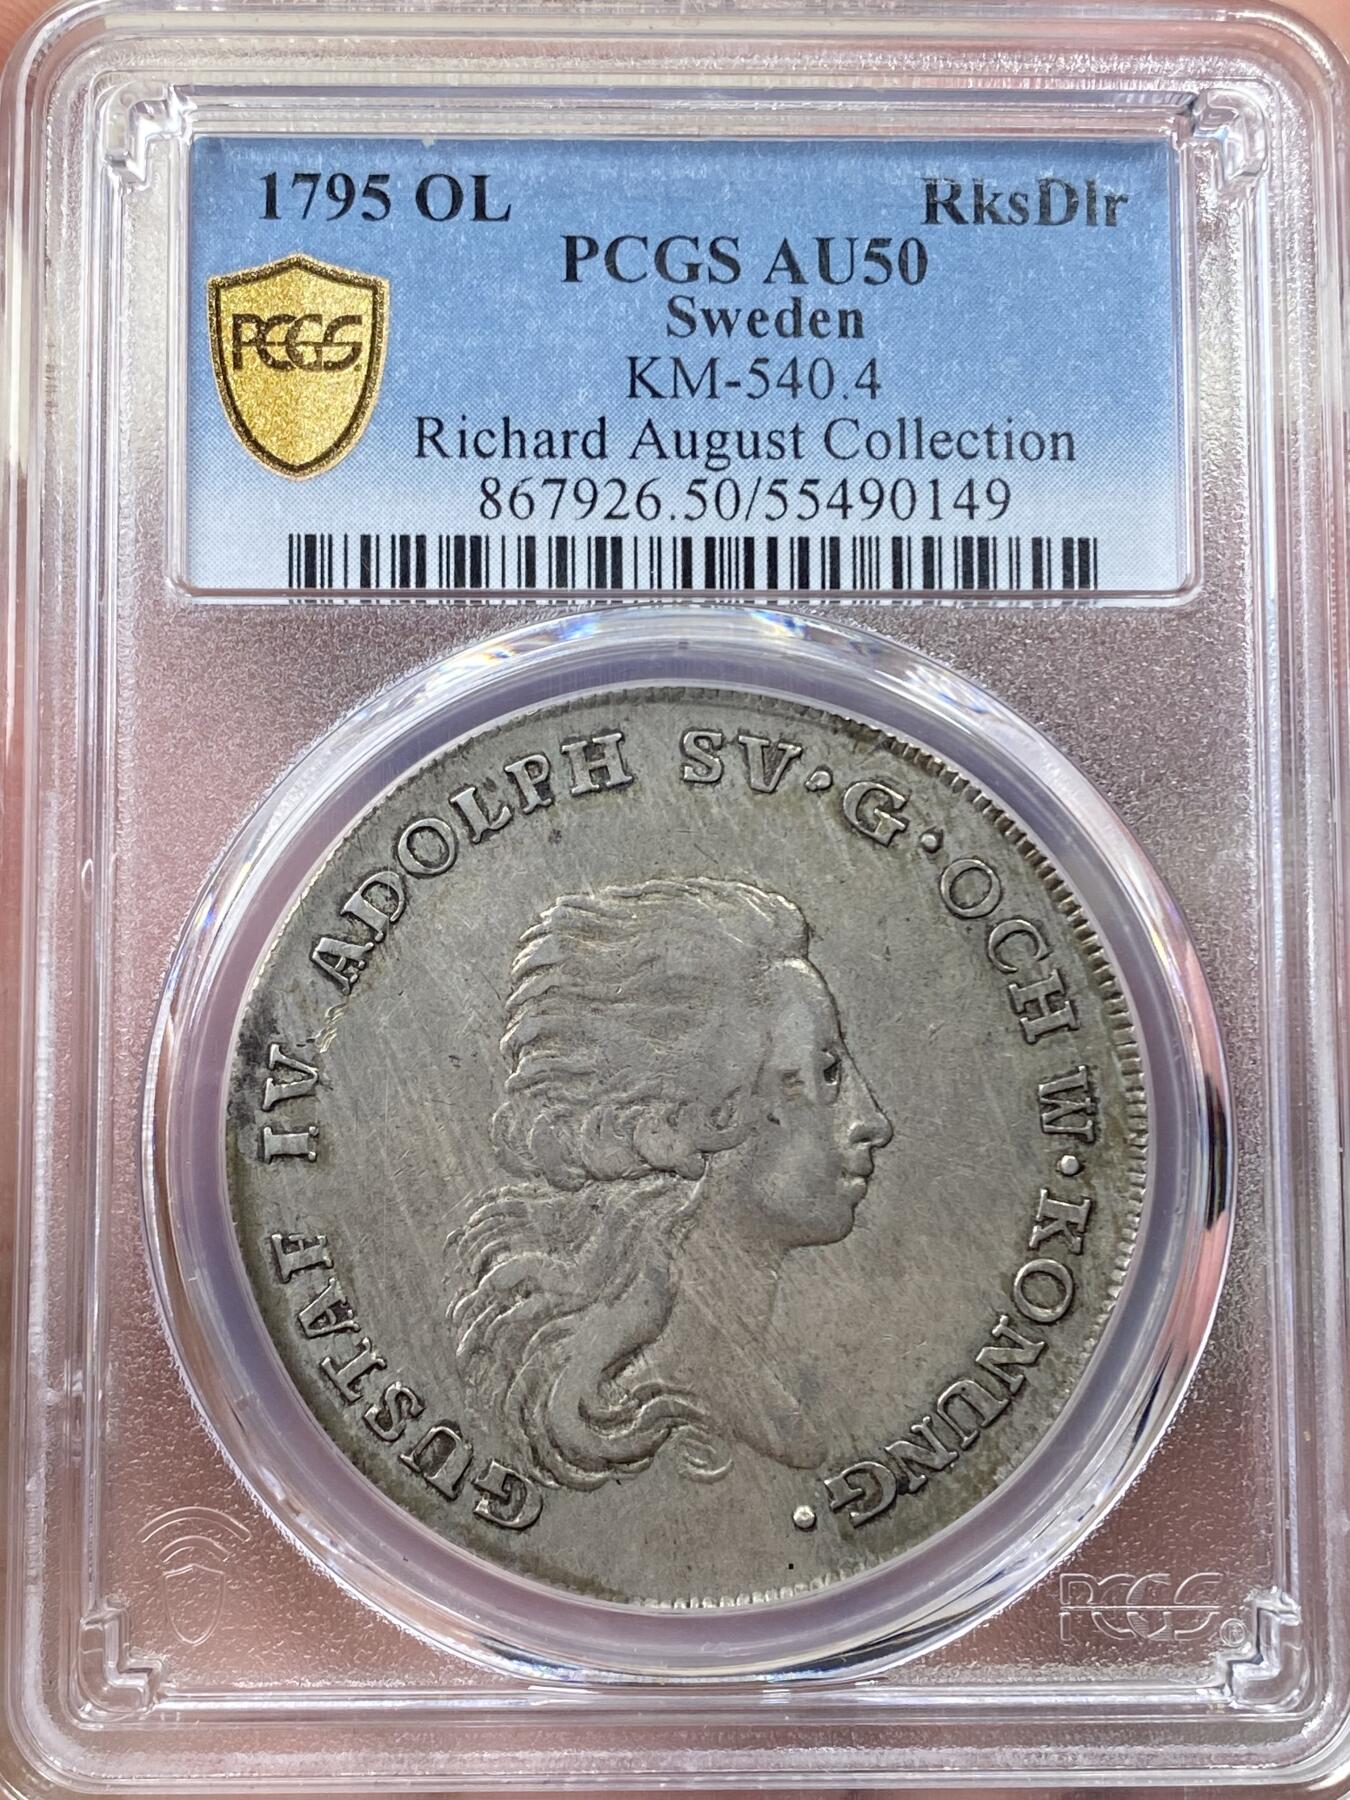 1795 OL RksDlr
PCGS AU50
Sweden
PCGS
KM-540.4
Richard August Collection
867926.50/55490149
GUSTAF IV ADOLPH SV·G·OCH W·KONUNG·
PCGS